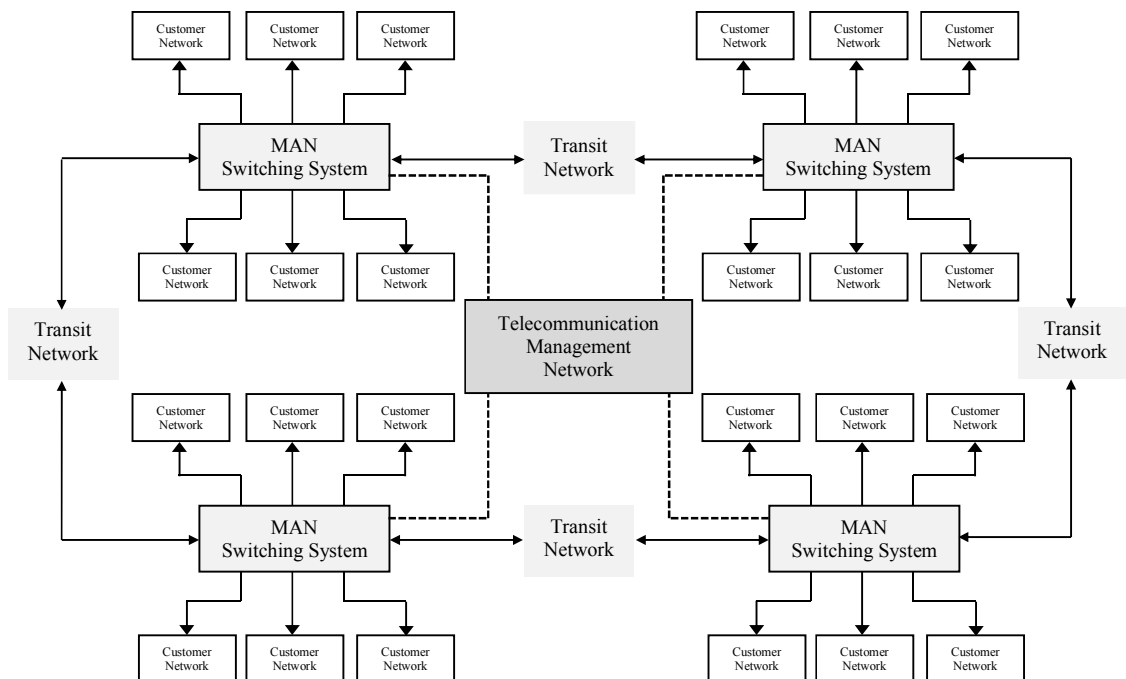 Customer
Network
Customer
Network
Customer
Network
Customer
Network
Customer
Network
Customer
Network
MAN
Switching System
Transit
Network
MAN
Switching System
Customer
Network
Customer
Network
Customer
Network
Customer
Network
Customer
Network
Customer
Network
Transit
Network
Telecommunication
Management
Network
Transit
Network
Customer
Network
Customer
Network
Customer
Network
Customer
Network
Customer
Network
Customer
Network
MAN
Switching System
Transit
Network
MAN
Switching System
Customer
Network
Customer
Network
Customer
Network
Customer
Network
Customer
Network
Customer
Network